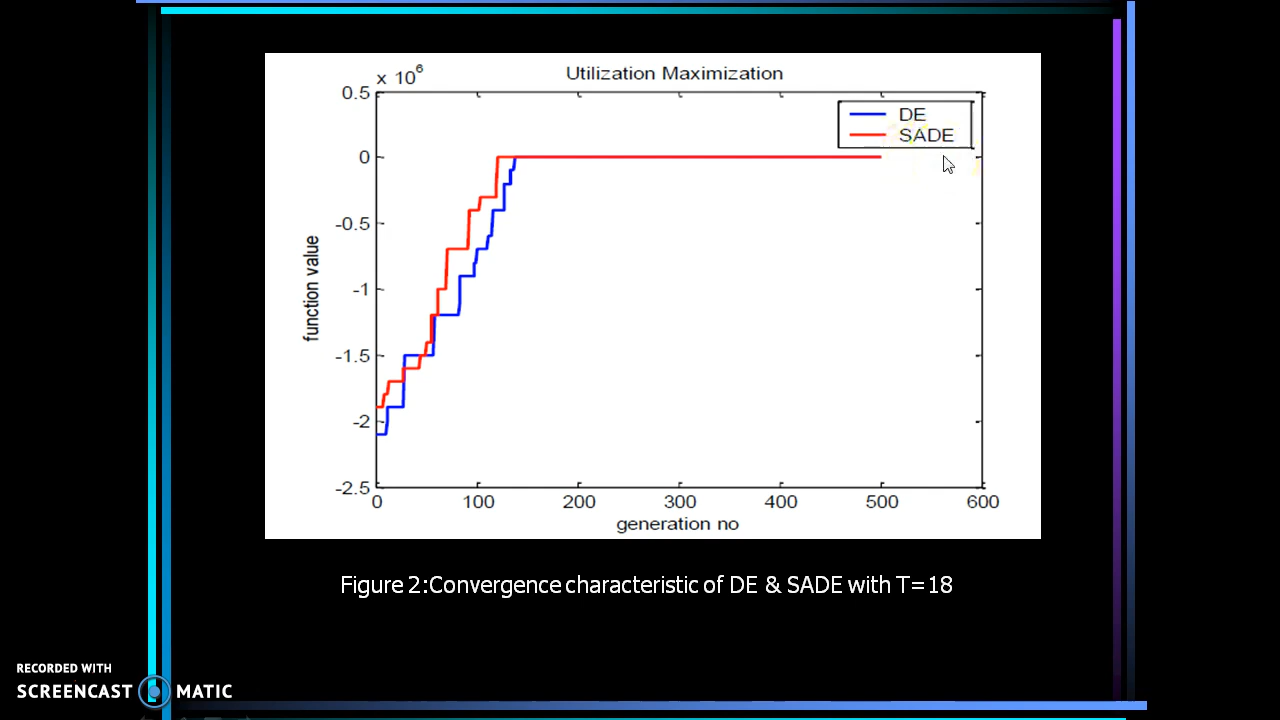 x 10^6
Utilization Maximization
0.5
DE
SADE
0
-0.5
-1
-1.5
-2
-2.5
function value
0 100 200 300 400 500 600
generation no
Figure 2:Convergence characteristic of DE & SADE with T=18
RECORDED WITH
SCREENCAST MATIC